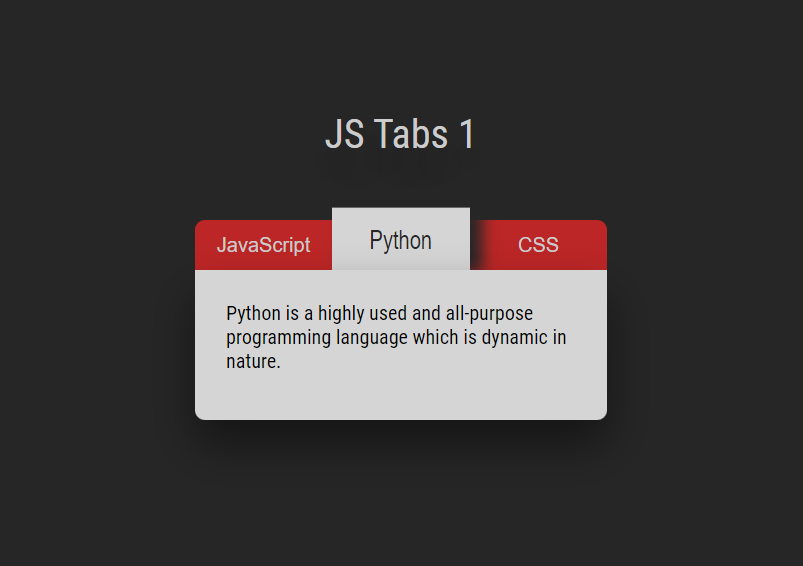 JS Tabs 1
JavaScript
Python
CSS
Python is a highly used and all-purpose
programming language which is dynamic in
nature.